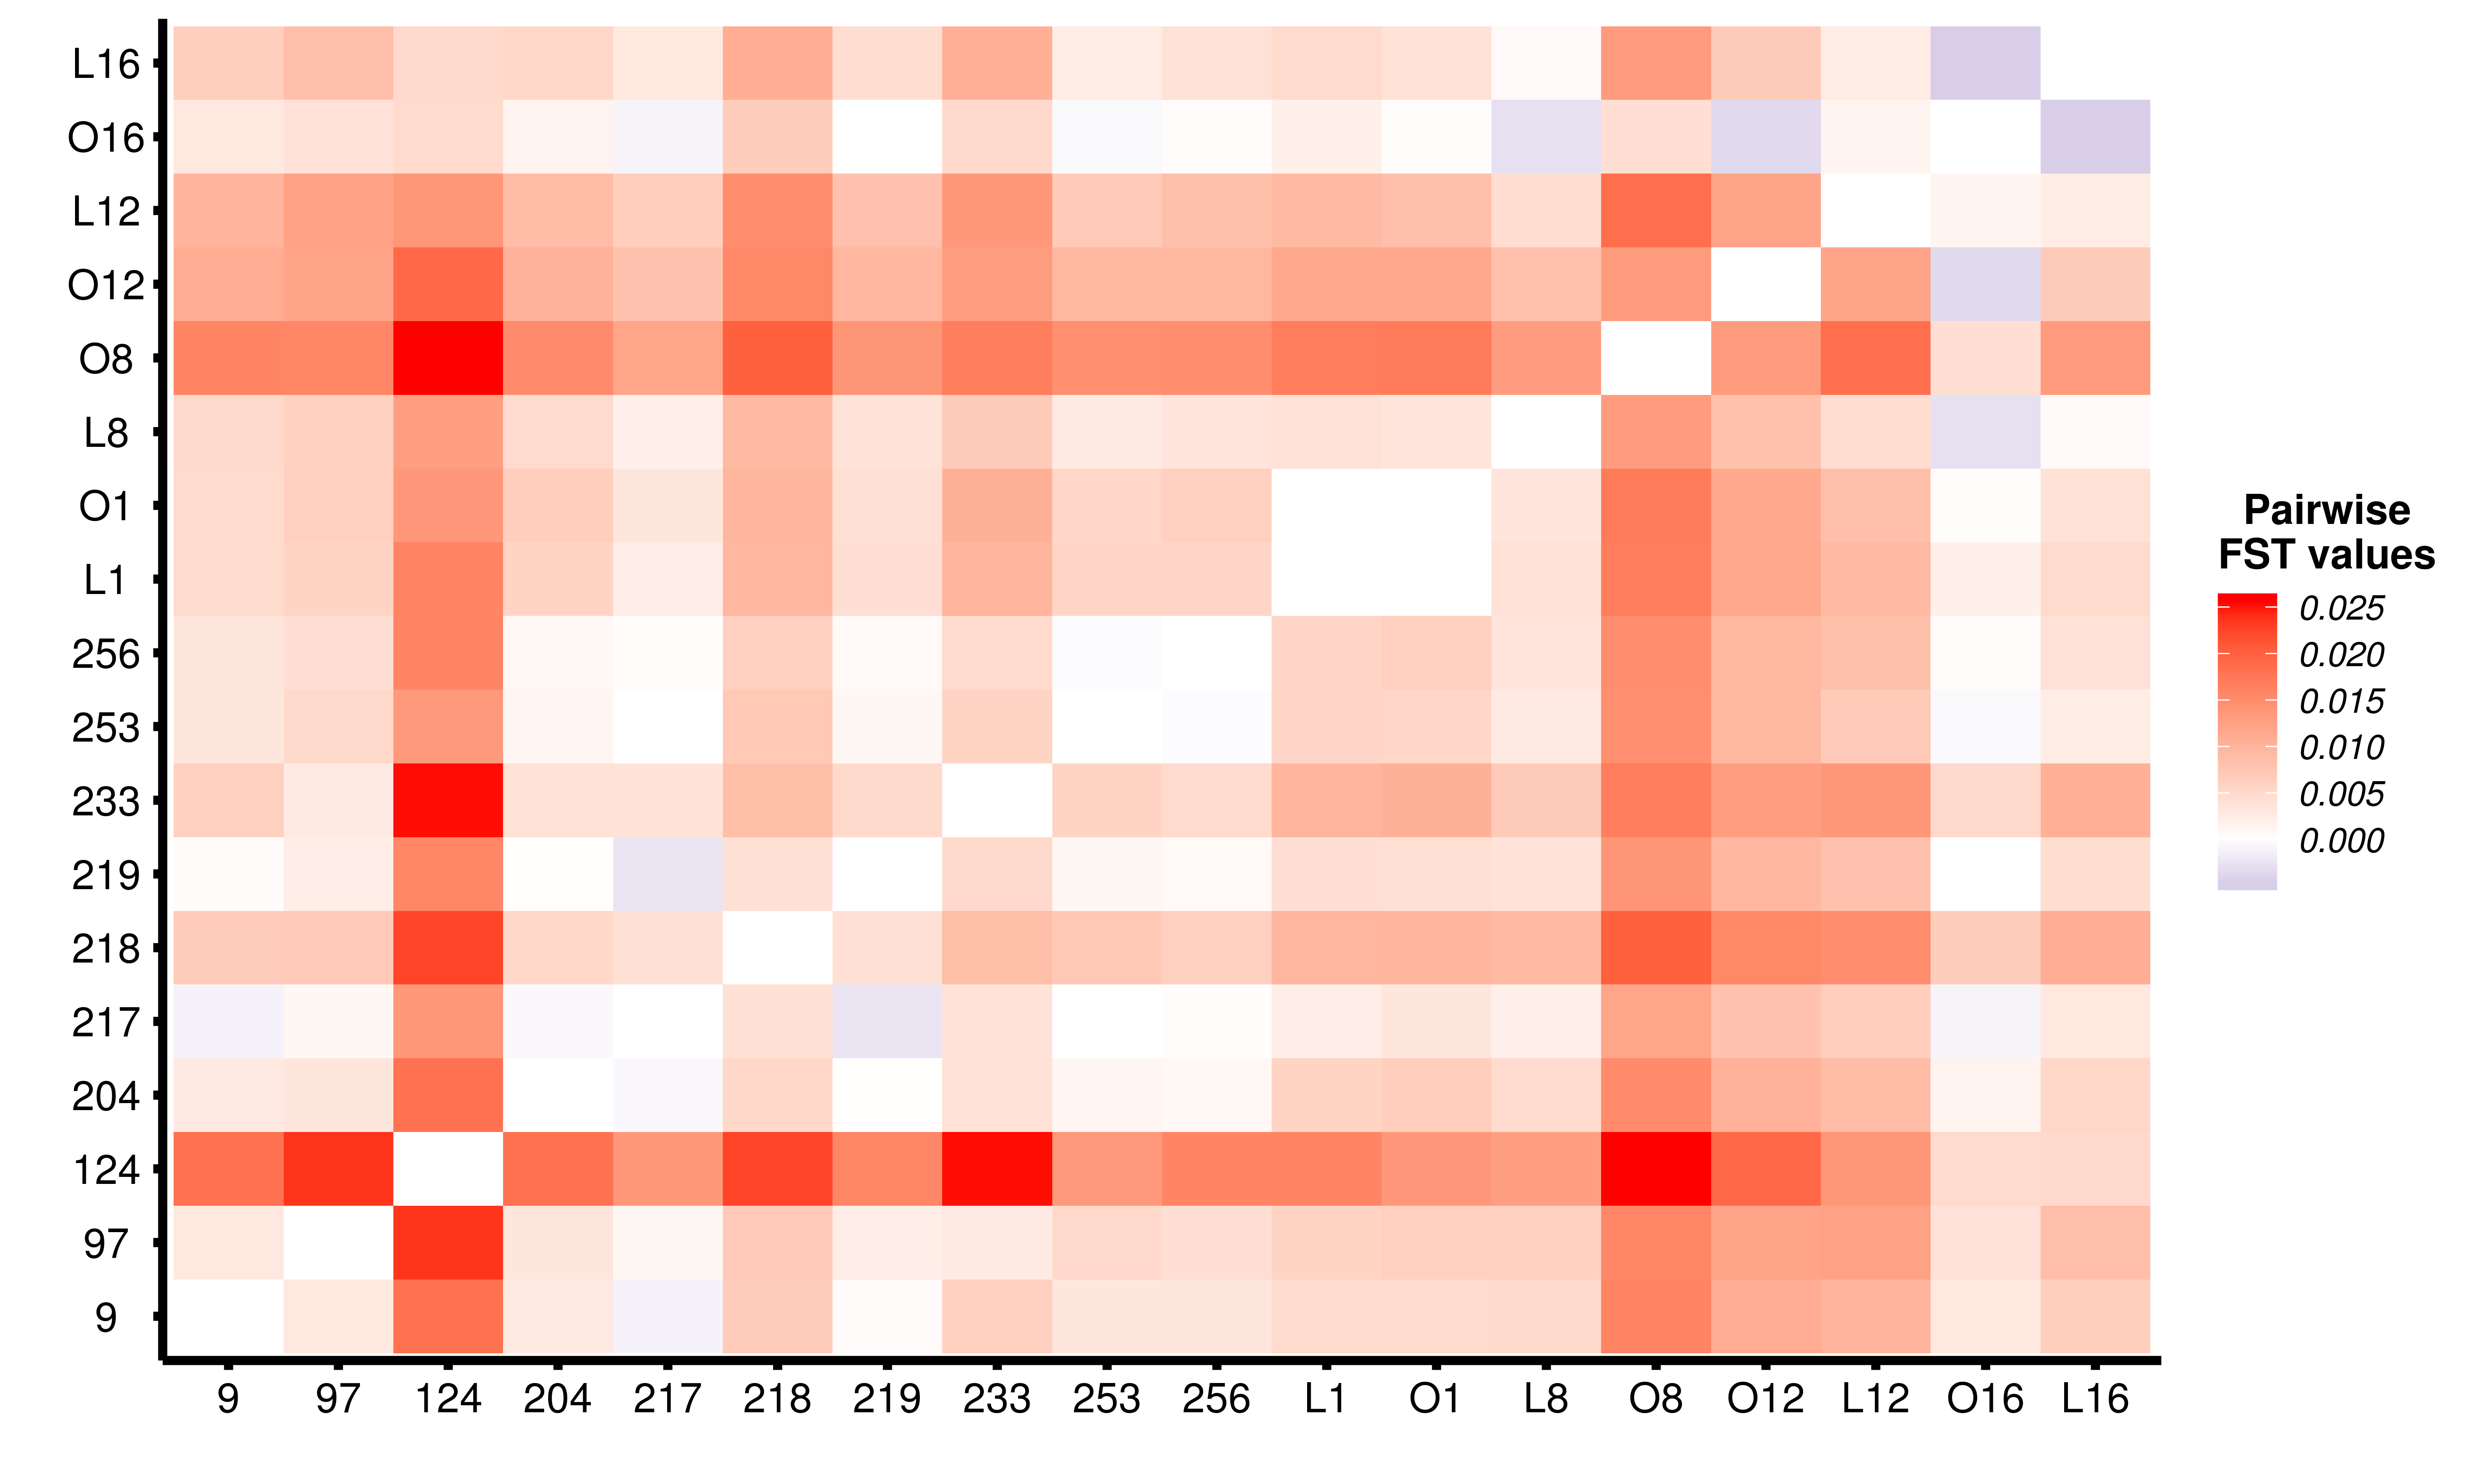 L16
O16
L12
O12
O8
L8
O1
L1
256
253
233
219
218
217
204
124
97
9
9 97 124 204 217 218 219 233 253 256 L1 O1 L8 O8 O12 L12 O16 L16
Pairwise
FST values
0.025
0.020
0.015
0.010
0.005
0.000